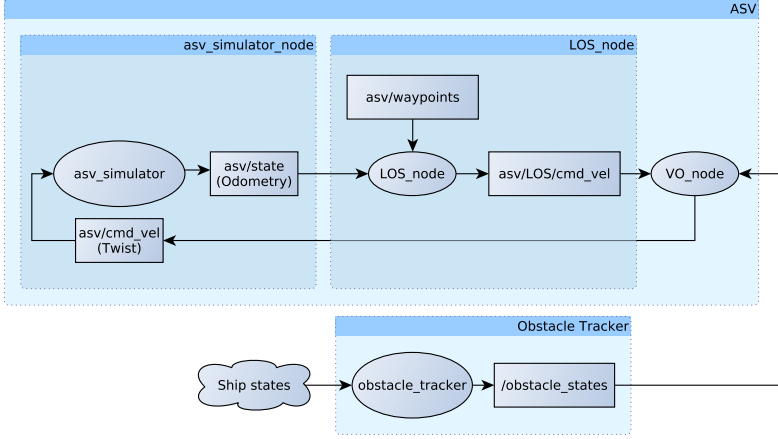 ASV
asv_simulator_node
LOS_node
asv/waypoints
asv_simulator
asv/state
(Odometry)
LOS_node
asv/LOS/cmd_vel
VO_node
asv/cmd_vel
(Twist)
Obstacle Tracker
Ship states
obstacle_tracker
/obstacle_states